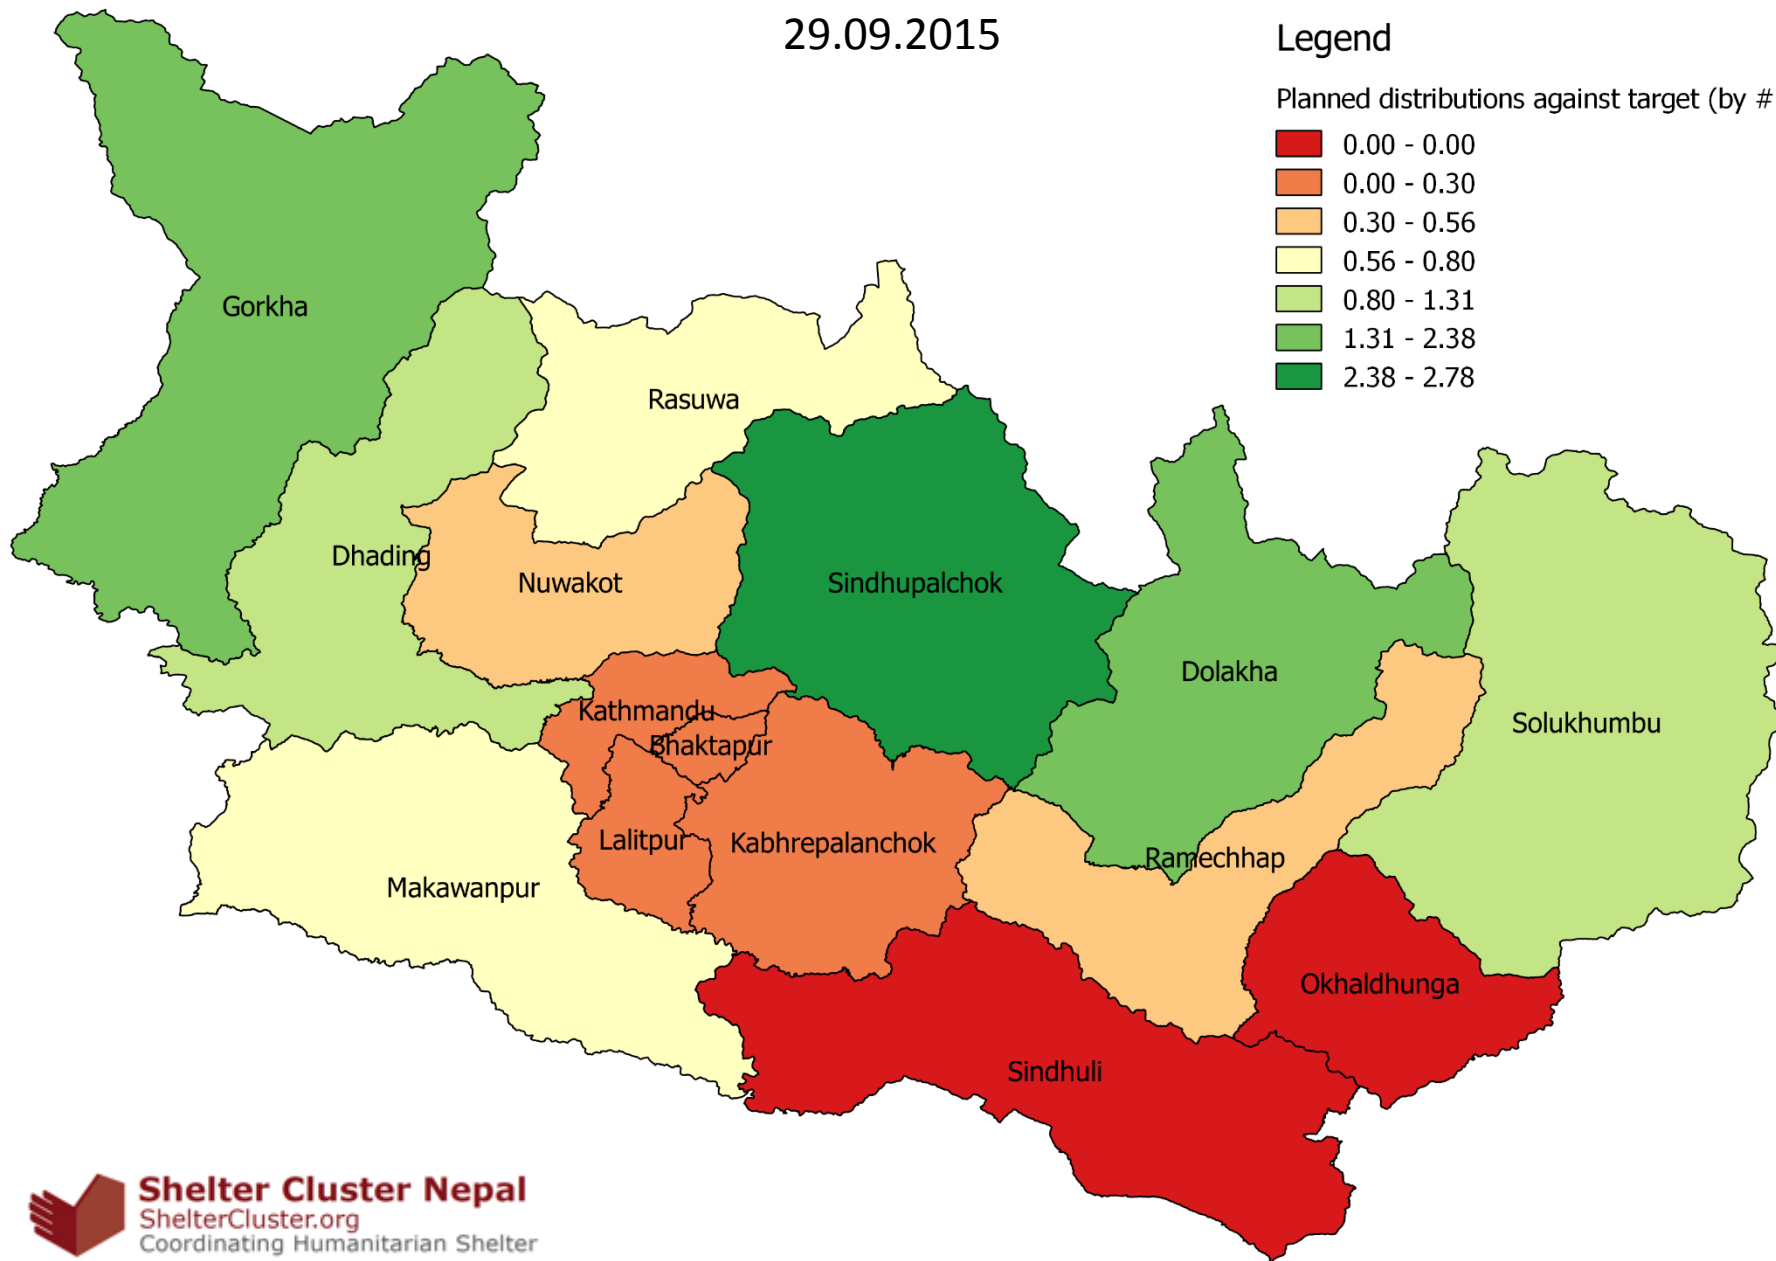 29.09.2015
Legend
Planned distributions against target (by #
0.00 - 0.00
0.00 - 0.30
0.30 - 0.56
0.56 - 0.80
0.80 - 1.31
1.31 - 2.38
2.38 - 2.78
Gorkha
Rasuwa
Dhading
Nuwakot
Sindhupalchok
Dolakha
Kathmandu
Solukhumbu
Bhaktapur
Lalitpur
Kabhrepalanchok
Ramechhap
Makawanpur
Okhaldhunga
Sindhuli
Shelter Cluster Nepal
ShelterCluster.org
Coordinating Humanitarian Shelter